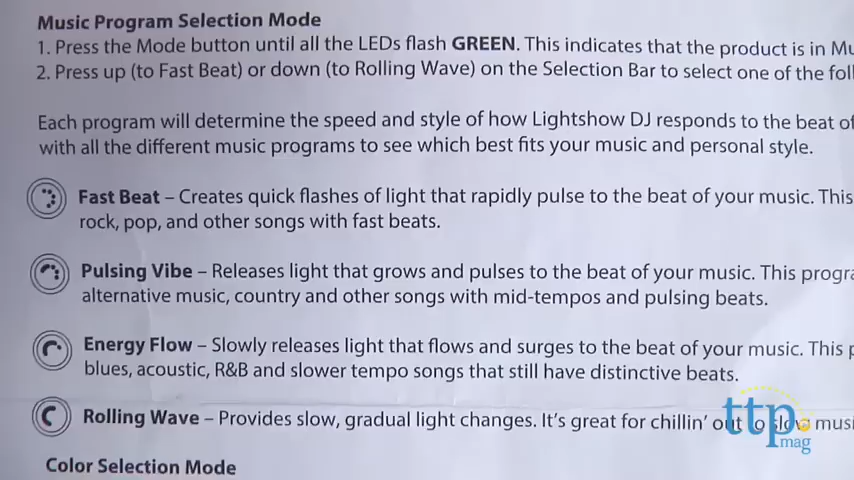 Music Program Selection Mode
1. Press the Mode button until all the LEDs flash GREEN. This indicates that the product is in Mu
2. Press up (to Fast Beat) or down (to Rolling Wave) on the Selection Bar to select one of the foll
Each program will determine the speed and style of how Lightshow DJ responds to the beat of
with all the different music programs to see which best fits your music and personal style.
Fast Beat – Creates quick flashes of light that rapidly pulse to the beat of your music. This
rock, pop, and other songs with fast beats.
Pulsing Vibe – Releases light that grows and pulses to the beat of your music. This progra
alternative music, country and other songs with mid-tempos and pulsing beats.
Energy Flow – Slowly releases light that flows and surges to the beat of your music. This p
blues, acoustic, R&B and slower tempo songs that still have distinctive beats.
Rolling Wave – Provides slow, gradual light changes. It's great for chillin' out to slow musi
ttp
mag
Color Selection Mode